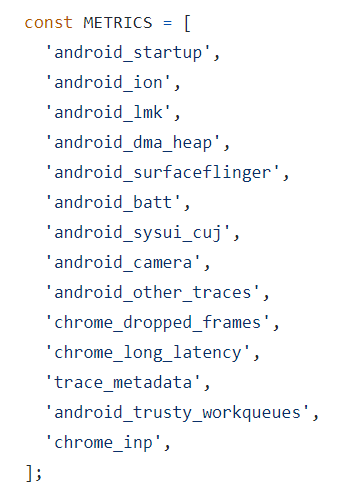 const METRICS = [
  'android_startup',
  'android_ion',
  'android_lmk',
  'android_dma_heap',
  'android_surfaceflinger',
  'android_batt',
  'android_sysui_cuj',
  'android_camera',
  'android_other_traces',
  'chrome_dropped_frames',
  'chrome_long_latency',
  'trace_metadata',
  'android_trusty_workqueues',
  'chrome_inp',
];